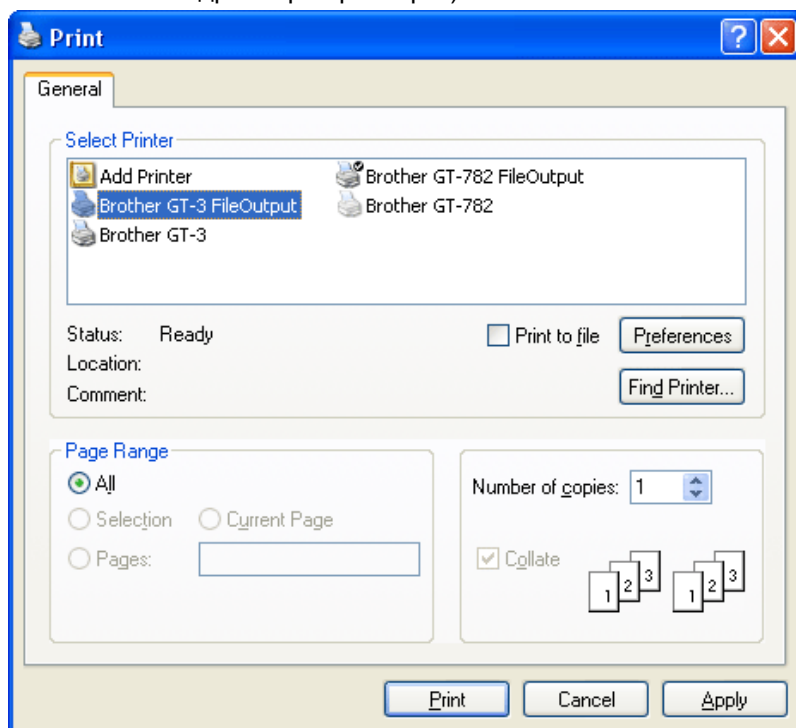 Print
General
Select Printer
Add Printer
Brother GT-782 FileOutput
Brother GT-3 FileOutput
Brother GT-782
Brother GT-3
Status: Ready
Print to file
Preferences
Location:
Comment:
Find Printer...
Page Range
All
Number of copies: 1
Selection
Current Page
Pages:
Collate
1 2 3 1 2 3
Print
Cancel
Apply